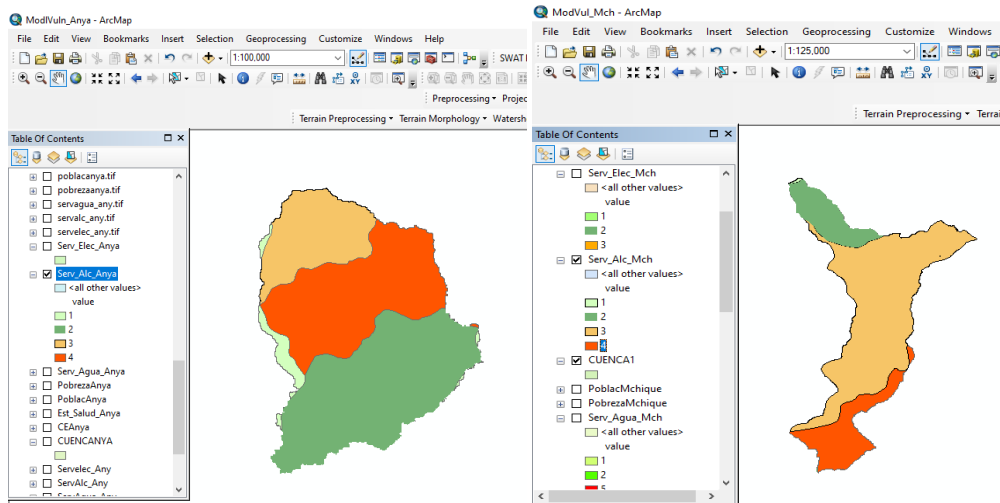 ModlVuln_Anya - ArcMap
File Edit View Bookmarks Insert Selection Geoprocessing Customize Windows Help
1:100,000
SWAT
Preprocessing
Terrain Preprocessing Terrain Morphology
Table Of Contents
poblacanya.tif
pobrezaanya.tif
servagua_any.tif
servalc_any.tif
servelec_any.tif
Serv_Elec_Anya
Serv_Alc_Anya
<all other values>
value
1
2
3
4
Serv_Agua_Anya
PobrezaAnya
PoblacAnya
Est_Salud_Anya
CEAnya
CUENCANYA
Servelec_Any
ServAlc_Any
ModVul_Mch - ArcMap
File Edit View Bookmarks Insert Selection Geoprocessing Customize Windows
1:125,000
Terrain Preprocessing
Table Of Contents
Serv_Elec_Mch
<all other values>
value
1
2
3
Serv_Alc_Mch
<all other values>
value
1
2
3
4
CUENCA1
PoblacMchique
PobrezaMchique
Serv_Agua_Mch
<all other values>
value
1
2